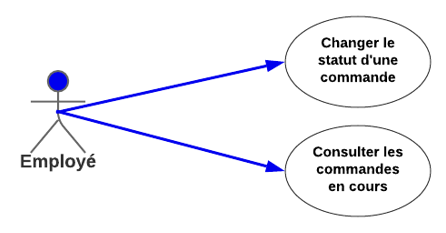 Changer le
statut d'une
commande
Employé
Consulter les
commandes
en cours